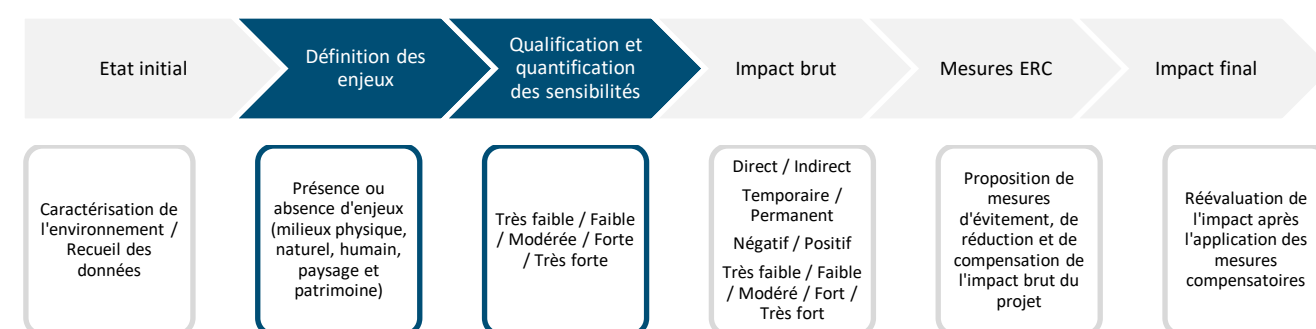 Etat initial
Définition des
enjeux
Qualification et
quantification
des sensibilités
Impact brut
Mesures ERC
Impact final
Caractérisation de
l'environnement /
Recueil des
données
Présence ou
absence d'enjeux
(milieux physique,
naturel, humain,
paysage et
patrimoine)
Très faible / Faible
/ Modérée / Forte
/ Très forte
Direct / Indirect
Temporaire /
Permanent
Négatif / Positif
Très faible / Faible
/ Modéré / Fort /
Très fort
Proposition de
mesures
d'évitement, de
réduction et de
compensation de
l'impact brut du
projet
Réévaluation de
l'impact après
l'application des
mesures
compensatoires